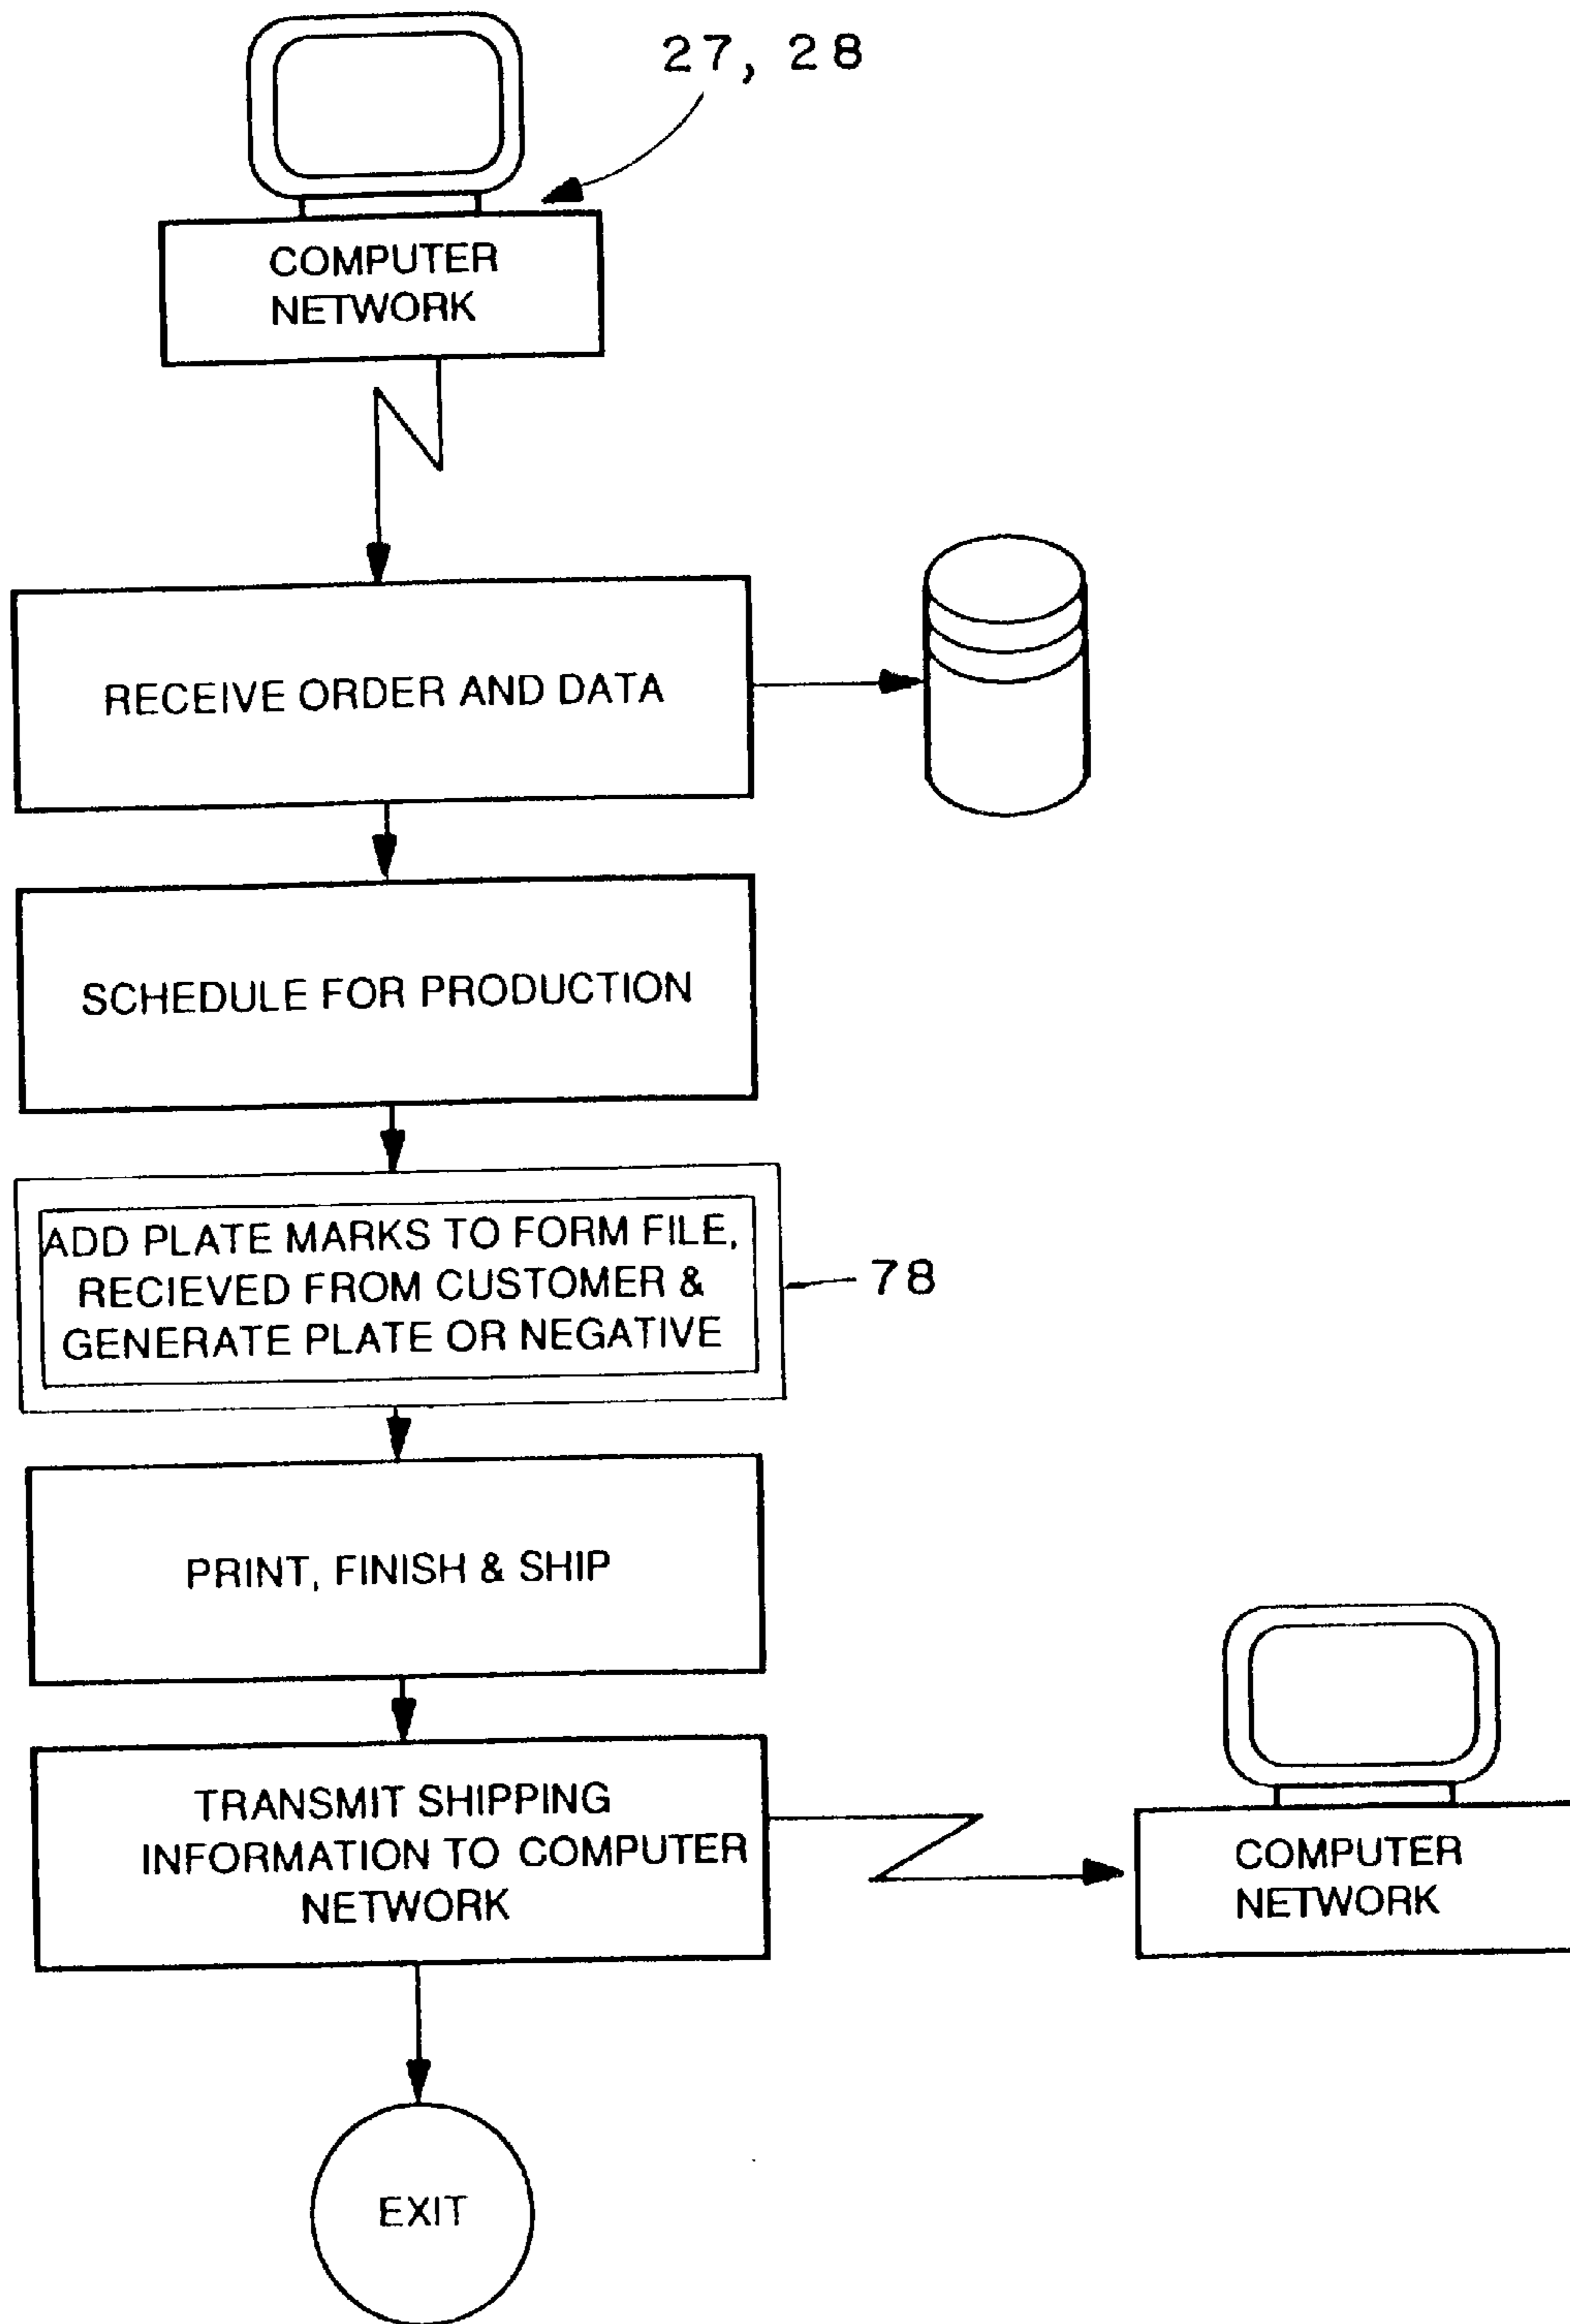 27, 28
COMPUTER
NETWORK
RECEIVE ORDER AND DATA
SCHEDULE FOR PRODUCTION
ADD PLATE MARKS TO FORM FILE,
RECIEVED FROM CUSTOMER &
GENERATE PLATE OR NEGATIVE
78
PRINT, FINISH & SHIP
TRANSMIT SHIPPING
INFORMATION TO COMPUTER
NETWORK
COMPUTER
NETWORK
EXIT